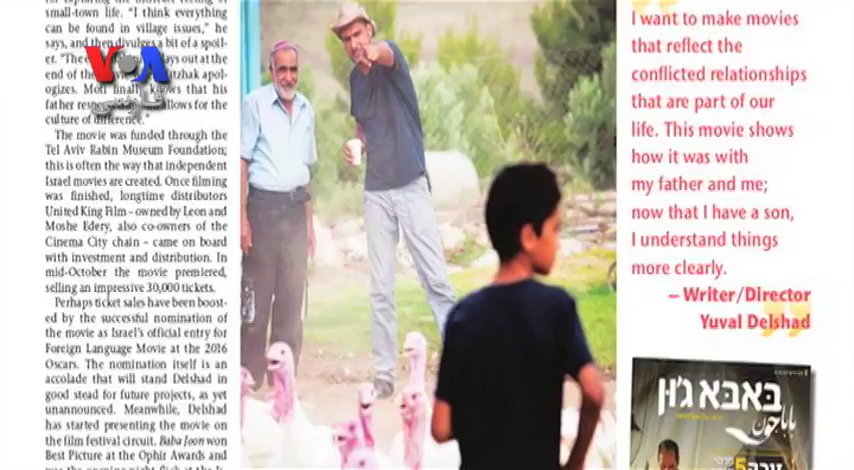 small-town life. "I think everything
can be found in village issues," he
says, and then divulges a bit of a spoil-
er. "The out at the
end of the apol-
ogizes. Moti finally knows that his
father allows for the
culture of difference."
The movie was funded through the
Tel Aviv Rabin Museum Foundation;
this is often the way that independent
Israel movies are created. Once filming
was finished, longtime distributors
United King Film – owned by Leon and
Moshe Edery, also co-owners of the
Cinema City chain – came on board
with investment and distribution. In
mid-October the movie premiered,
selling an impressive 30,000 tickets.
Perhaps ticket sales have been boost-
ed by the successful nomination of
the movie as Israel's official entry for
Foreign Language Movie at the 2016
Oscars. The nomination itself is an
accolade that will stand Delshad in
good stead for future projects, as yet
unannounced. Meanwhile, Delshad
has started presenting the movie on
the film festival circuit. Baba Joon won
Best Picture at the Ophir Awards and
VOA
فارسی
I want to make movies
that reflect the
conflicted relationships
that are part of our
life. This movie shows
how it was with
my father and me;
now that I have a son,
I understand things
more clearly.
– Writer/Director
Yuval Delshad
באבא ג'ון
باباجون